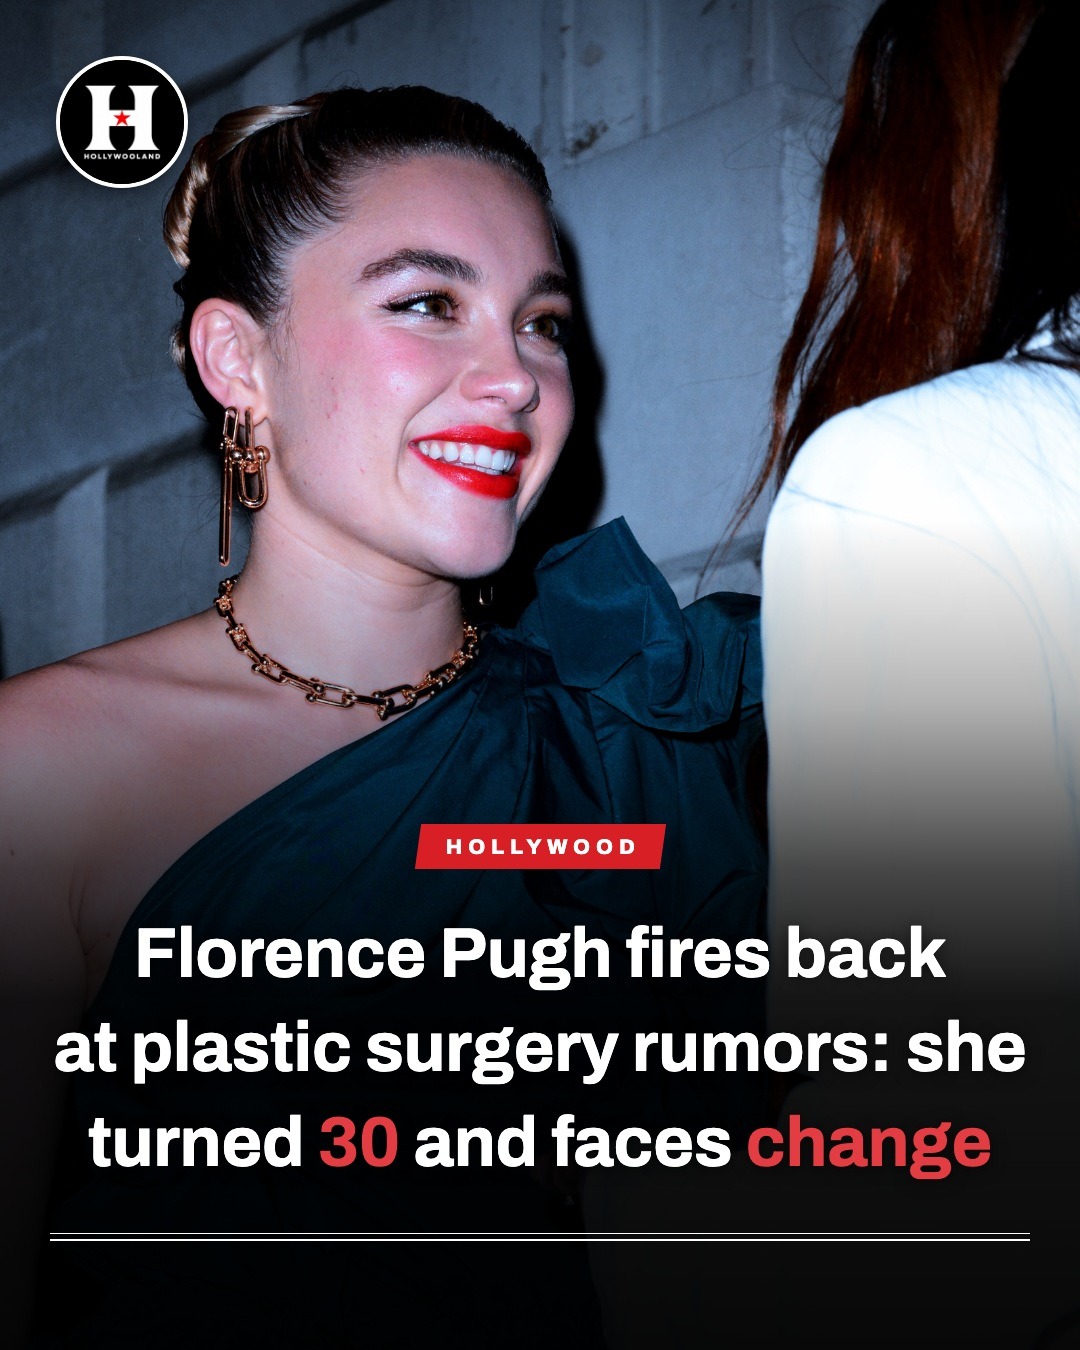 H
HOLLYWOOLAND
HOLLYWOOD
Florence Pugh fires back
at plastic surgery rumors: she
turned 30 and faces change